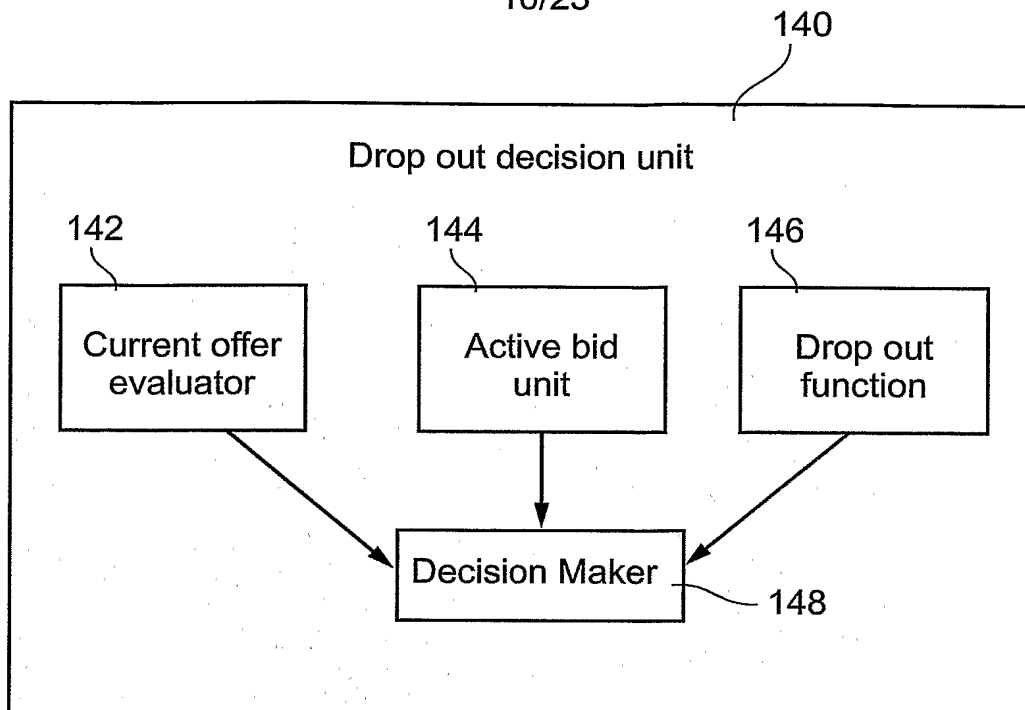 140
Drop out decision unit
142
144
146
Current offer
evaluator
Active bid
unit
Drop out
function
Decision Maker
148